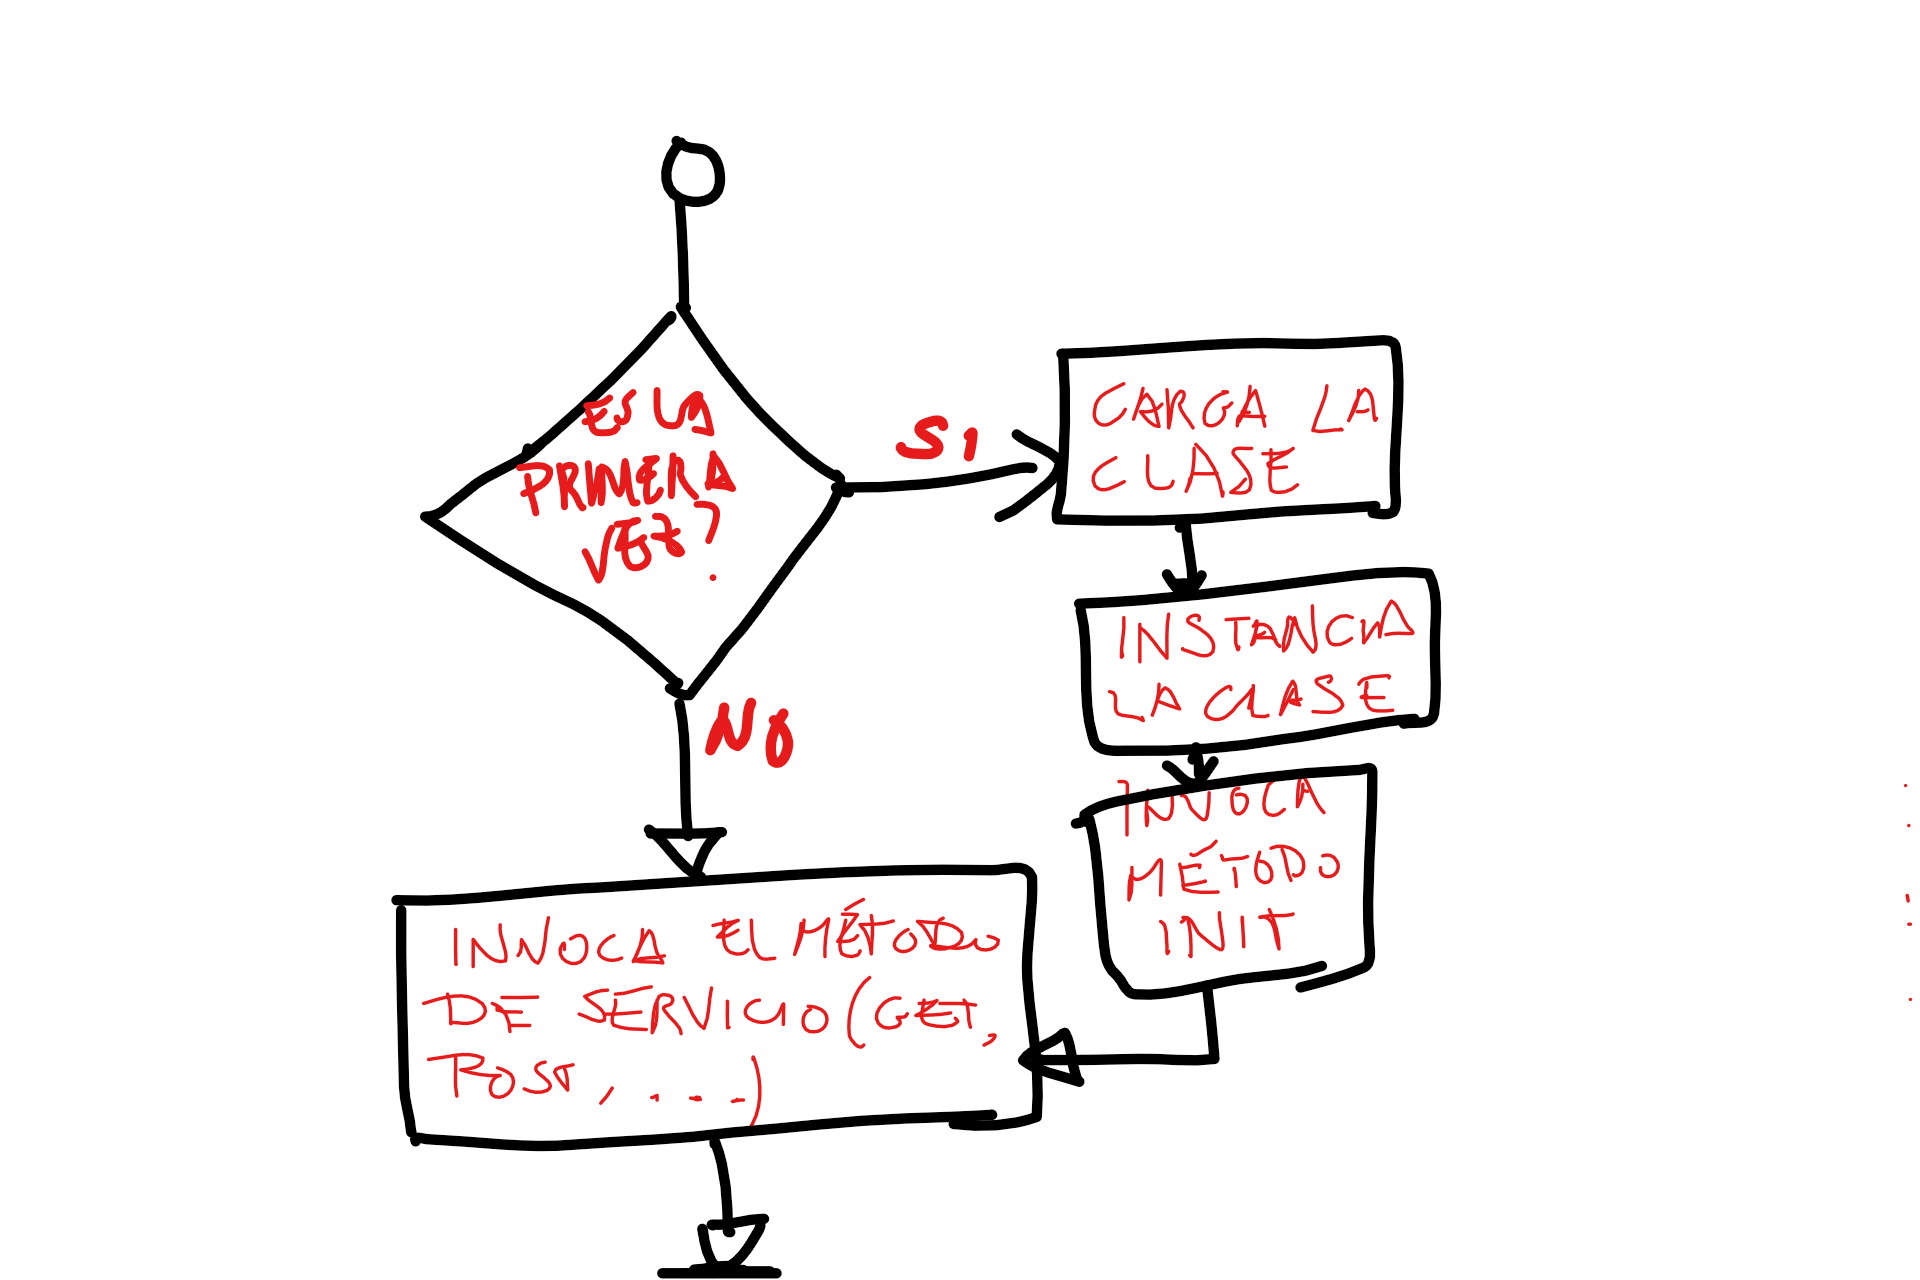 ES LA
PRIMERA
VEZ?
SI
CARGA LA
CLASE
INSTANCIA
LA CLASE
NO
INVOCA
MÉTODO
INIT
INVOCA EL MÉTODO
DE SERVICIO (GET,
POST, ....)